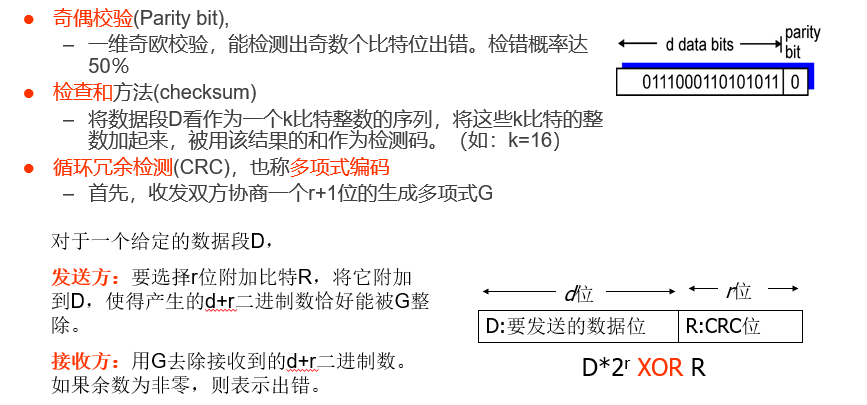 ● 奇偶校验(Parity bit),
– 一维奇欧校验，能检测出奇数个比特位出错。检错概率达
50%
d data bits
parity
bit
0111000110101011
0
● 检查和方法(checksum)
– 将数据段D看作为一个k比特整数的序列，将这些k比特的整
数加起来，被用该结果的和作为检测码。（如：k=16）
● 循环冗余检测(CRC)，也称多项式编码
– 首先，收发双方协商一个r+1位的生成多项式G
对于一个给定的数据段D，
发送方：要选择r位附加比特R，将它附加
到D，使得产生的d+r二进制数恰好能被G整
除。
接收方：用G去除接收到的d+r二进制数。
如果余数为非零，则表示出错。
d位
r位
D:要发送的数据位
R:CRC位
D*2ʳ XOR R